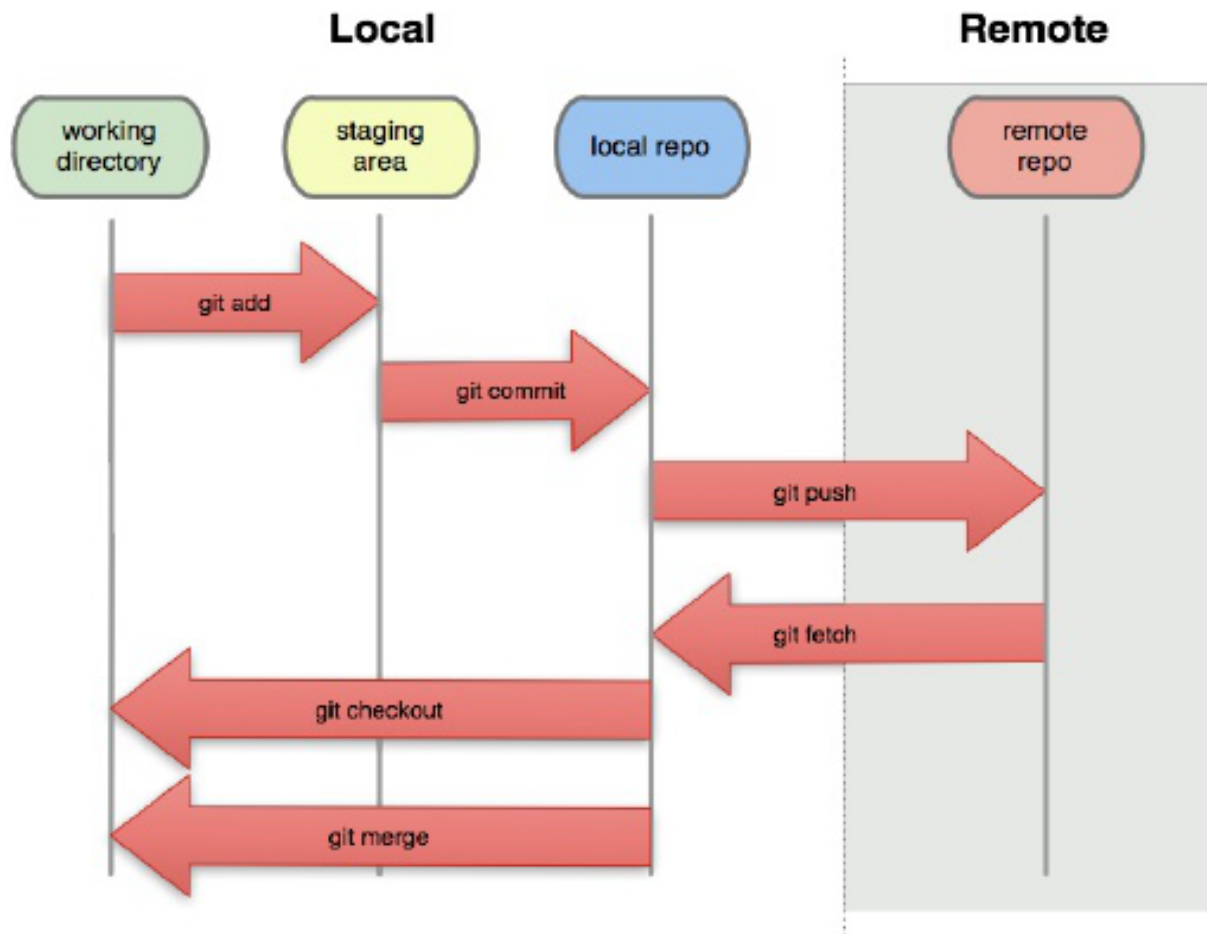 Local
Remote
working
directory
staging
area
local repo
remote
repo
git add
git commit
git push
git fetch
git checkout
git merge